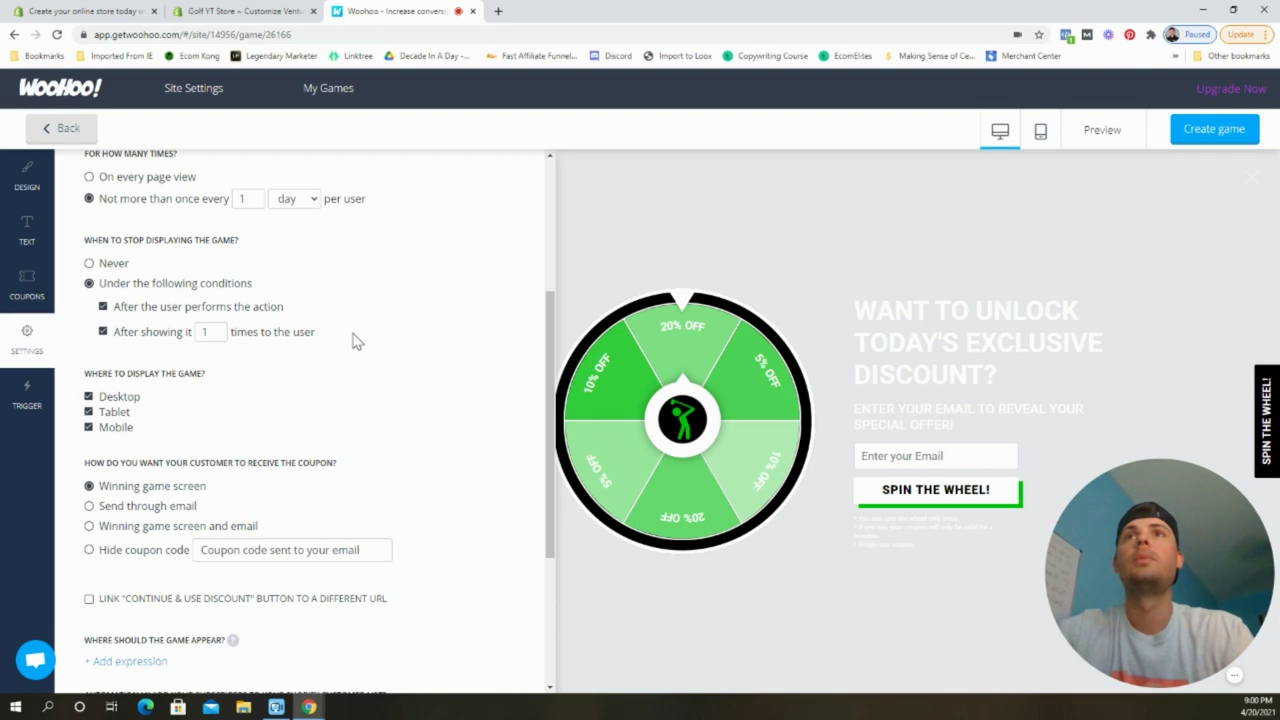 Create your online store today w
Golf YT Store ~ Customize Ventu
Woohoo - Increase conversi
app.getwoohoo.com/#/site/14956/game/26166
Paused
Update
Bookmarks
Imported From IE
Ecom Kong
Legendary Marketer
Linktree
Decade In A Day -...
Fast Affiliate Funnel...
Discord
Import to Loox
Copywriting Course
EcomElites
Making Sense of Ce...
Merchant Center
Other bookmarks
WOOHOO!
Site Settings
My Games
Upgrade Now
Back
Preview
Create game
DESIGN
TEXT
COUPONS
SETTINGS
TRIGGER
FOR HOW MANY TIMES?
On every page view
Not more than once every 1 day per user
WHEN TO STOP DISPLAYING THE GAME?
Never
Under the following conditions
After the user performs the action
After showing it 1 times to the user
WHERE TO DISPLAY THE GAME?
Desktop
Tablet
Mobile
HOW DO YOU WANT YOUR CUSTOMER TO RECEIVE THE COUPON?
Winning game screen
Send through email
Winning game screen and email
Hide coupon code Coupon code sent to your email
LINK "CONTINUE & USE DISCOUNT" BUTTON TO A DIFFERENT URL
WHERE SHOULD THE GAME APPEAR? ?
+ Add expression
20% OFF
5% OFF
10% OFF
20% OFF
5% OFF
10% OFF
WANT TO UNLOCK
TODAY'S EXCLUSIVE
DISCOUNT?
ENTER YOUR EMAIL TO REVEAL YOUR
SPECIAL OFFER!
Enter your Email
SPIN THE WHEEL!
SPIN THE WHEEL!
9:00 PM
4/20/2021